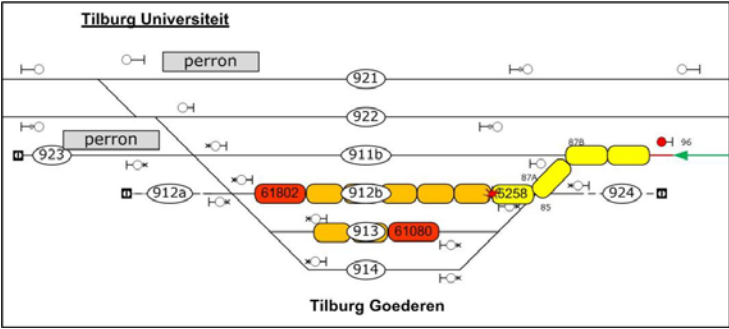 Tilburg Universiteit
perron
921
922
perron
87B
96
923
911b
87A
912a
61802
912b
5258
924
85
913
61080
914
Tilburg Goederen